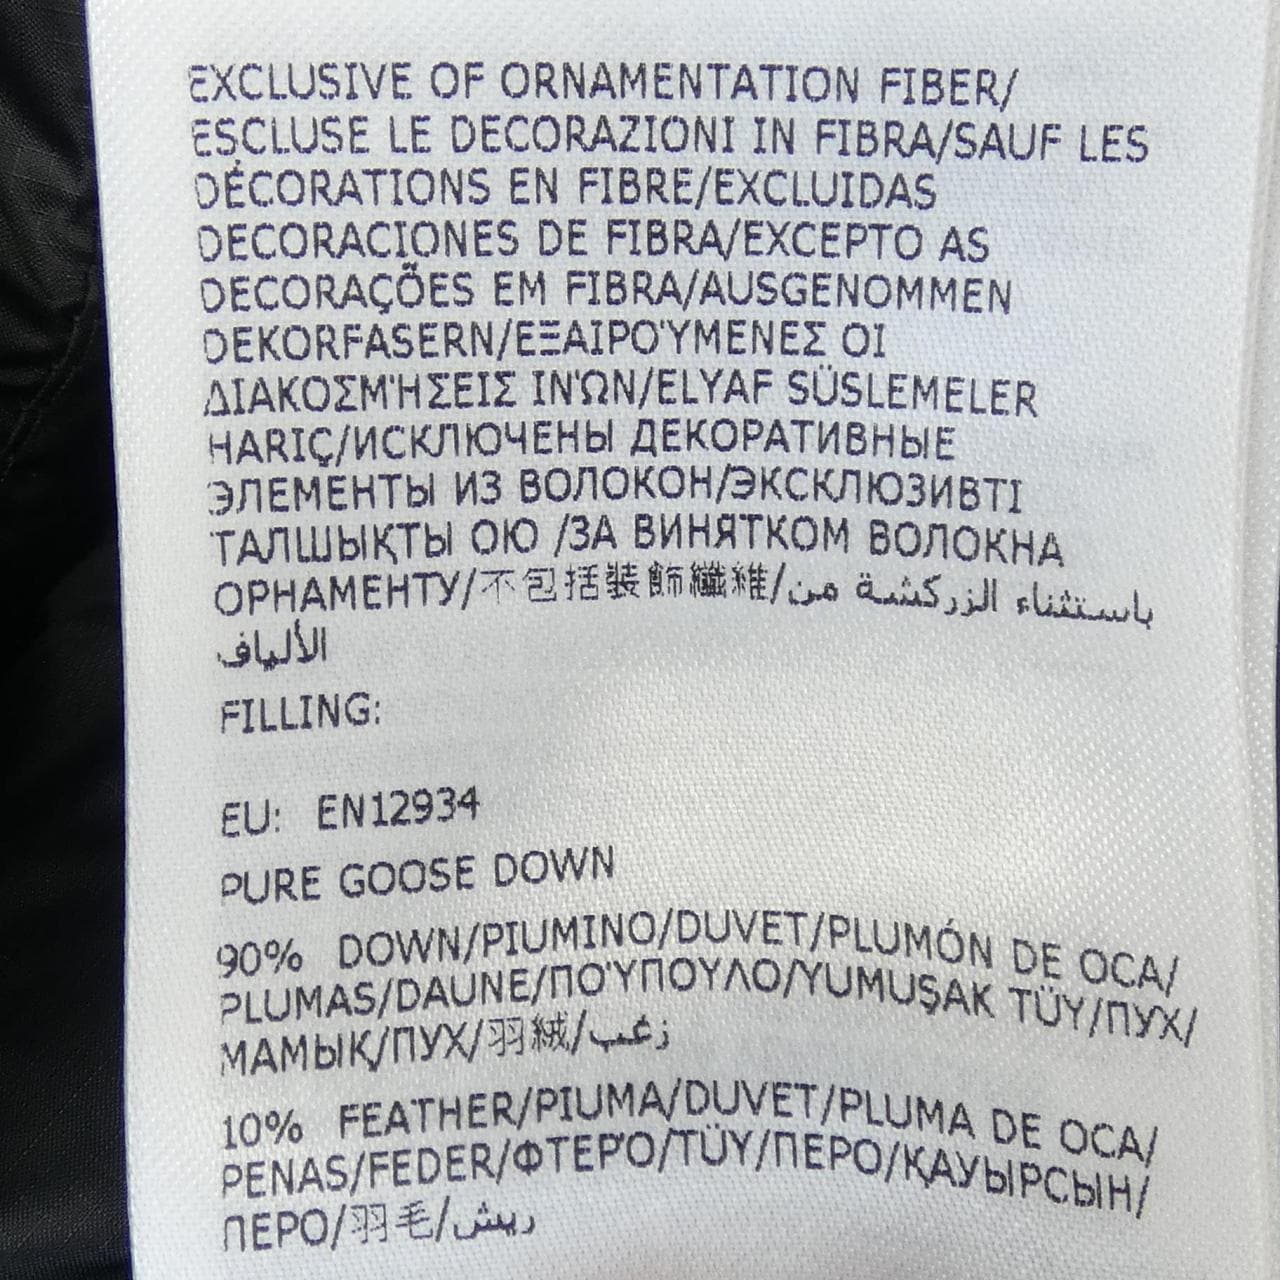 EXCLUSIVE OF ORNAMENTATION FIBER/
ESCLUSE LE DECORAZIONI IN FIBRA/SAUF LES
DÉCORATIONS EN FIBRE/EXCLUIDAS
DECORACIONES DE FIBRA/EXCEPTO AS
DECORAÇÕES EM FIBRA/AUSGENOMMEN
DEKORFASERN/ΕΞΑΙΡΟΎΜΕΝΕΣ ΟΙ
ΔΙΑΚΟΣΜΉΣΕΙΣ ΙΝΏΝ/ELYAF SÜSLEMELER
HARIÇ/ИСКЛЮЧЕНЫ ДЕКОРАТИВНЫЕ
ЭЛЕМЕНТЫ ИЗ ВОЛОКОН/ЭКСКЛЮЗИВТІ
ТАЛШЫҚТЫ ОЮ /ЗА ВИНЯТКОМ ВОЛОКНА
ОРНАМЕНТУ/不包括裝飾纖維/باستثناء الزركشة من
الألياف
FILLING:
EU: EN12934
PURE GOOSE DOWN
90% DOWN/PIUMINO/DUVET/PLUMÓN DE OCA/
PLUMAS/DAUNE/ΠΟΎΠΟΥΛΟ/YUMUŞAK TÜY/ПУХ/
МАМЫҚ/ПУХ/羽絨/زغب
10% FEATHER/PIUMA/DUVET/PLUMA DE OCA/
PENAS/FEDER/ΦΤΕΡΌ/TÜY/ПЕРО/ҚАУЫРСЫН/
ПЕРО/羽毛/ريش